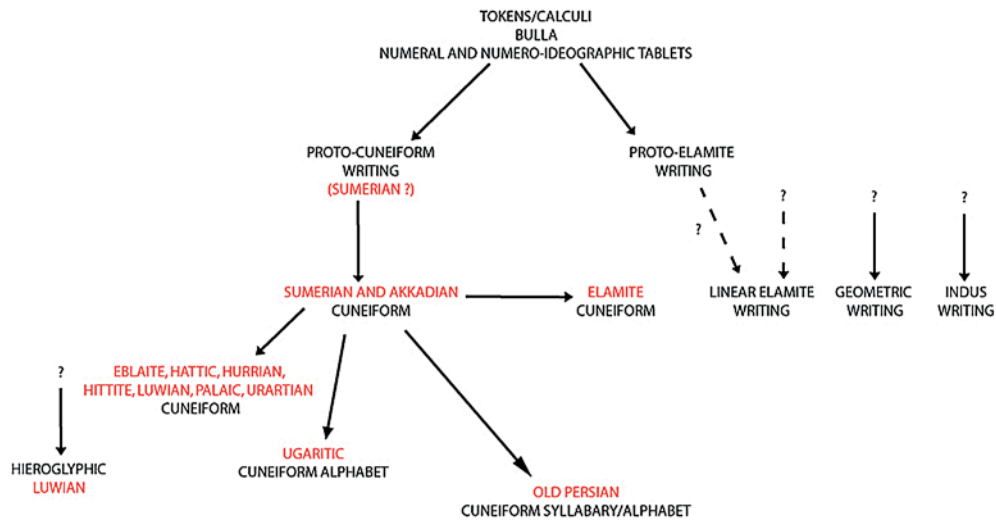 TOKENS/CALCULI
BULLA
NUMERAL AND NUMERO-IDEOGRAPHIC TABLETS
PROTO-CUNEIFORM
WRITING
(SUMERIAN ?)
PROTO-ELAMITE
WRITING
?
?
?
?
SUMERIAN AND AKKADIAN
CUNEIFORM
ELAMITE
CUNEIFORM
LINEAR ELAMITE
WRITING
GEOMETRIC
WRITING
INDUS
WRITING
?
EBLAITE, HATTIC, HURRIAN,
HITTITE, LUWIAN, PALAIC, URARTIAN
CUNEIFORM
HIEROGLYPHIC
LUWIAN
UGARITIC
CUNEIFORM ALPHABET
OLD PERSIAN
CUNEIFORM SYLLABARY/ALPHABET